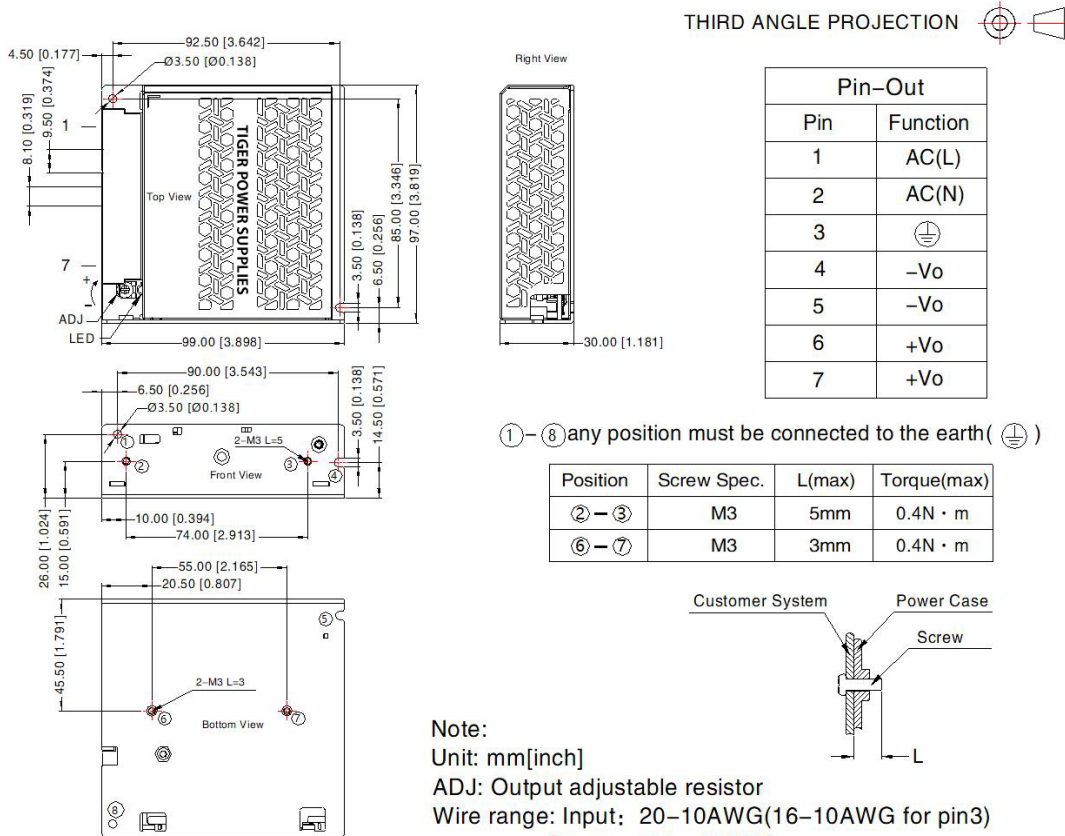 THIRD ANGLE PROJECTION
92.50 [3.642]
4.50 [0.177]
Ø3.50 [Ø0.138]
Right View
8.10 [0.319]
9.50 [0.374]
1
Top View
TIGER POWER SUPPLIES
7
+
-
ADJ
LED
3.50 [0.138]
6.50 [0.256]
85.00 [3.346]
97.00 [3.819]
99.00 [3.898]
30.00 [1.181]
Pin-Out
Pin Function
1 AC(L)
2 AC(N)
3
4 -Vo
5 -Vo
6 +Vo
7 +Vo
90.00 [3.543]
6.50 [0.256]
Ø3.50 [Ø0.138]
2-M3 L=5
① ② ③ ④
Front View
3.50 [0.138]
14.50 [0.571]
10.00 [0.394]
74.00 [2.913]
26.00 [1.024]
15.00 [0.591]
①-⑧any position must be connected to the earth( )
Position Screw Spec. L(max) Torque(max)
②-③ M3 5mm 0.4N·m
⑥-⑦ M3 3mm 0.4N·m
55.00 [2.165]
20.50 [0.807]
45.50 [1.791]
⑤
2-M3 L=3
⑥ ⑦
Bottom View
⑧
Customer System
Power Case
Screw
L
Note:
Unit: mm[inch]
ADJ: Output adjustable resistor
Wire range: Input: 20-10AWG(16-10AWG for pin3)